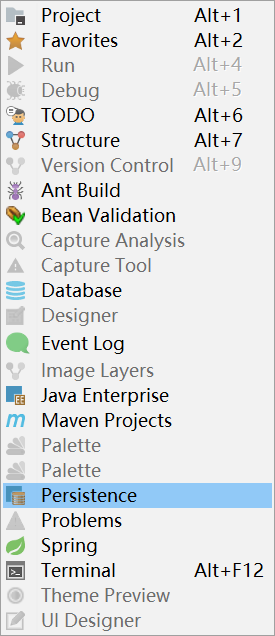 Project Alt+1
Favorites Alt+2
Run Alt+4
Debug Alt+5
TODO Alt+6
Structure Alt+7
Version Control Alt+9
Ant Build
Bean Validation
Capture Analysis
Capture Tool
Database
Designer
Event Log
Image Layers
Java Enterprise
Maven Projects
Palette
Palette
Persistence
Problems
Spring
Terminal Alt+F12
Theme Preview
UI Designer